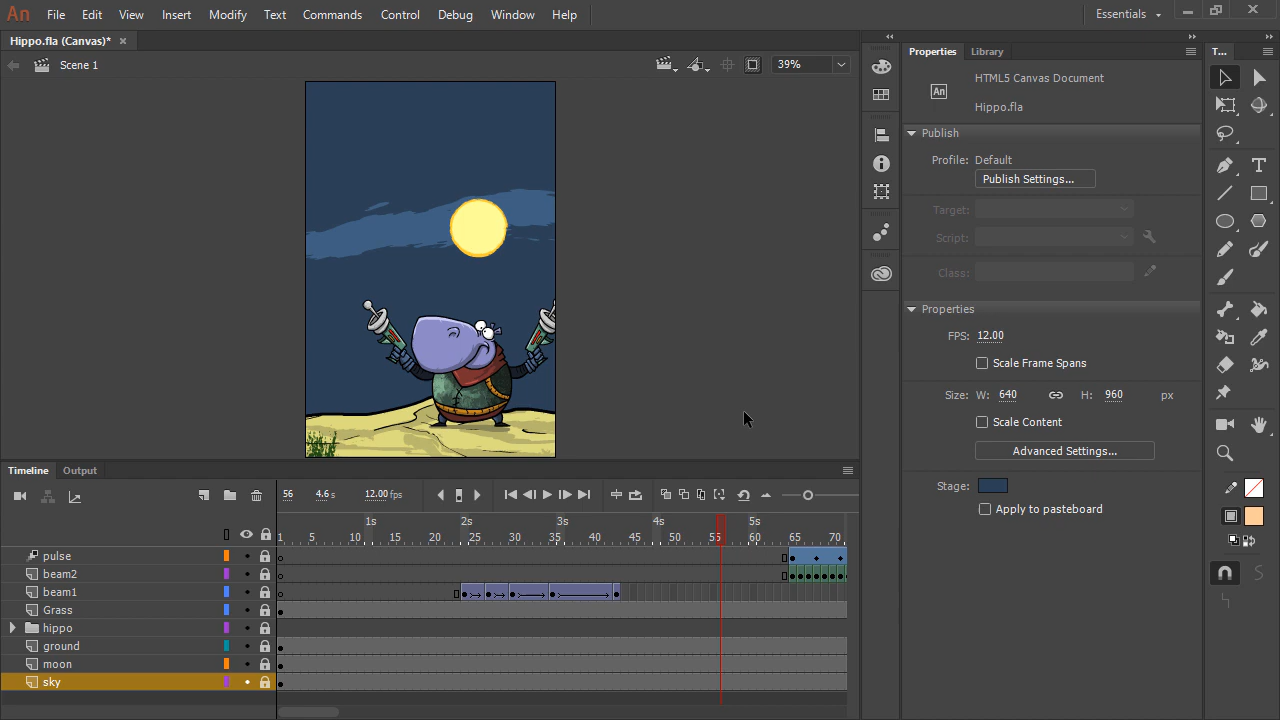 An File Edit View Insert Modify Text Commands Control Debug Window Help Essentials
Hippo.fla (Canvas)*
Scene 1
39%
Properties Library T...
HTML5 Canvas Document
An
Hippo.fla
Publish
Profile: Default
Publish Settings...
Target:
Script:
Class:
Properties
FPS: 12.00
Scale Frame Spans
Size: W: 640 H: 960 px
Scale Content
Advanced Settings...
Stage:
Apply to pasteboard
Timeline Output
56 4.6 s 12.00 fps
1s 2s 3s 4s 5s
1 5 10 15 20 25 30 35 40 45 50 55 60 65 70
pulse
beam2
beam1
Grass
hippo
ground
moon
sky